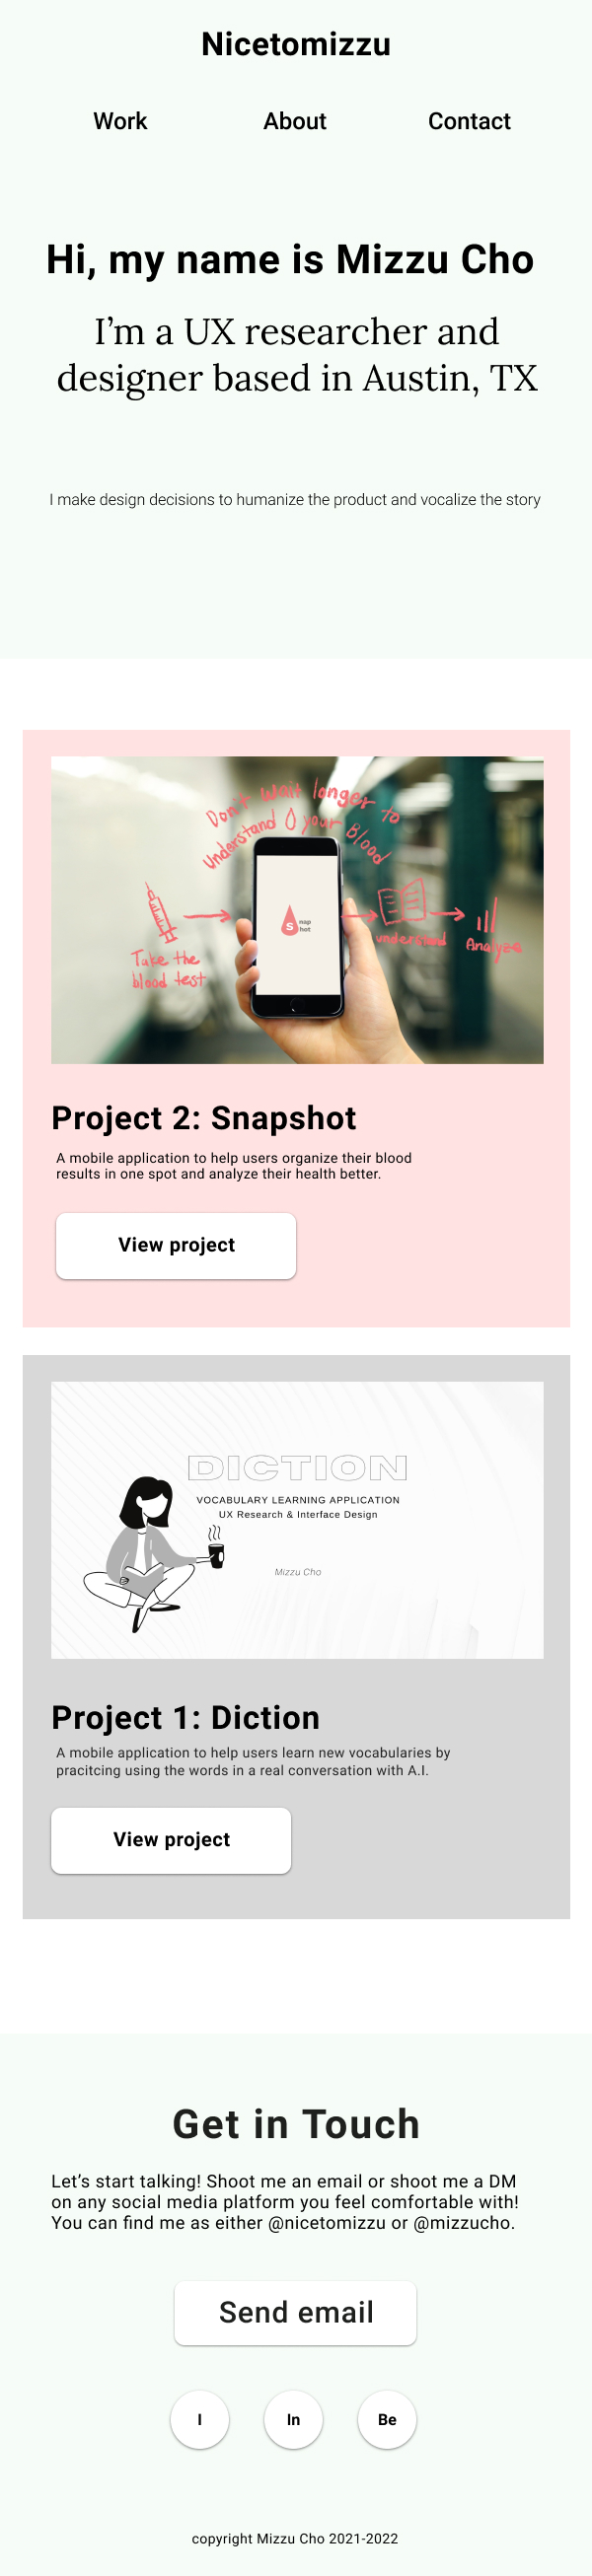 Nicetomizzu
Work About Contact
Hi, my name is Mizzu Cho
I’m a UX researcher and
designer based in Austin, TX
I make design decisions to humanize the product and vocalize the story
Don't wait longer to
understand your Blood
S nap
hot
Take the
blood test
understand
Analyze
Project 2: Snapshot
A mobile application to help users organize their blood
results in one spot and analyze their health better.
View project
DICTION
VOCABULARY LEARNING APPLICATION
UX Research & Interface Design
Mizzu Cho
Project 1: Diction
A mobile application to help users learn new vocabularies by
pracitcing using the words in a real conversation with A.I.
View project
Get in Touch
Let’s start talking! Shoot me an email or shoot me a DM
on any social media platform you feel comfortable with!
You can find me as either @nicetomizzu or @mizzucho.
Send email
I In Be
copyright Mizzu Cho 2021-2022